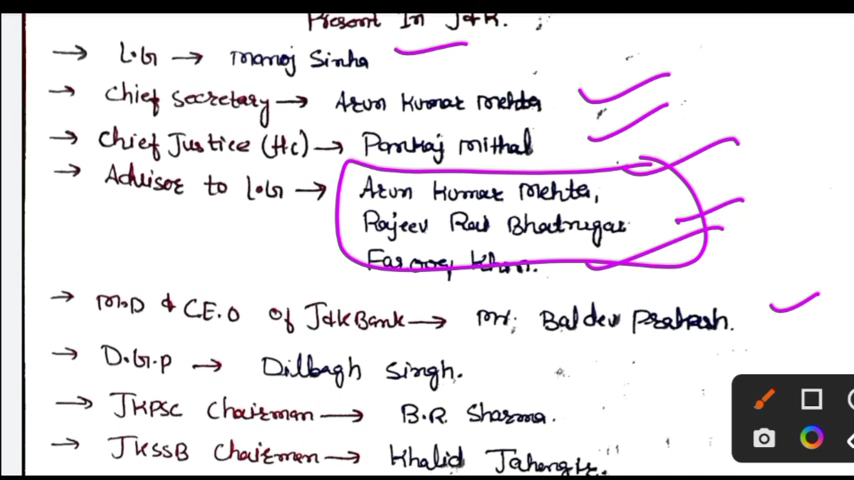 Present In J&K. ;
→ L.G → Manoj Sinha
→ Chief Secretary → Arun Kumar Mehta
→ Chief Justice (Hc) → Pankaj Mithal
→ Advisor to L.G → Arun Kumar Mehta,
Rajeev Rai Bhatnagar
Farooq Khan.
→ M.D & C.E.O of J&K Bank → Mr. Baldev Prakash.
→ D.G.P → Dilbagh Singh.
→ JKPSC Chairman → B.R. Sharma.
→ JKSSB Chairman → Khalid Jahengir.